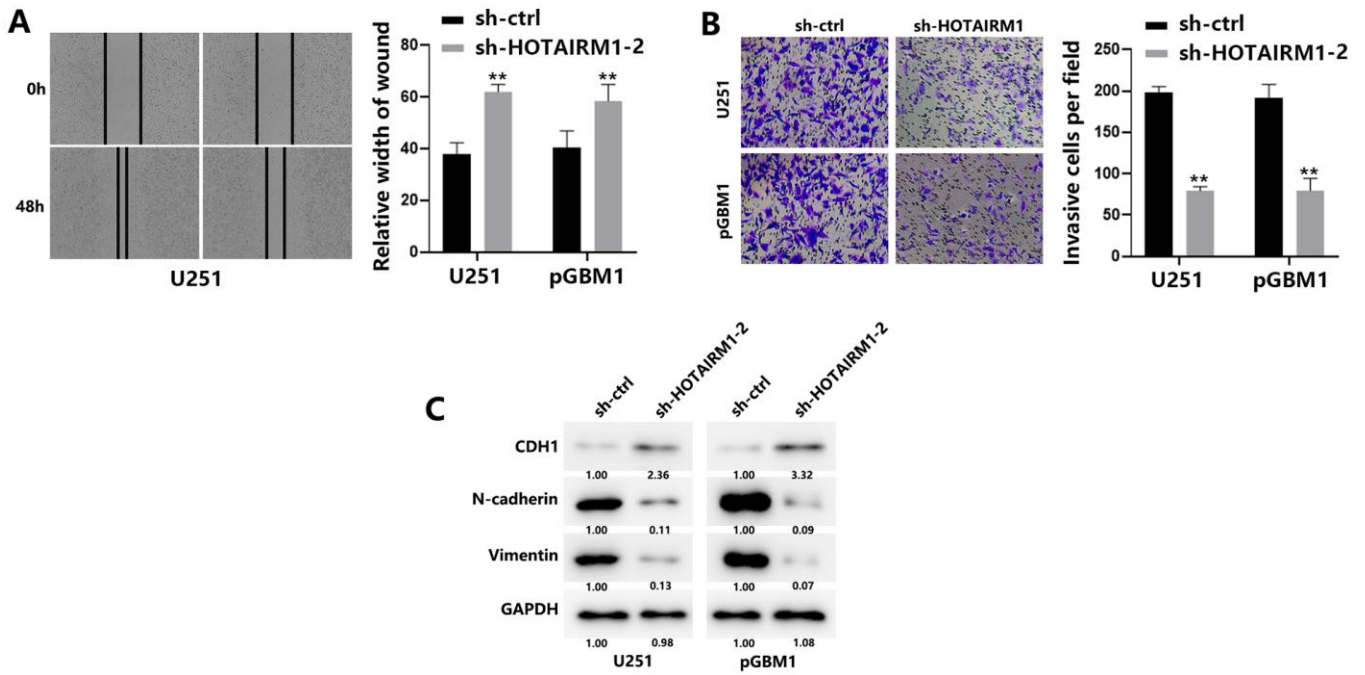 A
sh-ctrl
sh-HOTAIRM1-2
0h
48h
U251
Relative width of wound
80
60
40
20
0
**
**
U251
pGBM1
B
sh-ctrl
sh-HOTAIRM1
U251
pGBM1
sh-ctrl
sh-HOTAIRM1-2
Invasive cells per field
250
200
150
100
50
0
**
**
U251
pGBM1
C
sh-ctrl
sh-HOTAIRM1-2
sh-ctrl
sh-HOTAIRM1-2
CDH1
1.00 2.36 1.00 3.32
N-cadherin
1.00 0.11 1.00 0.09
Vimentin
1.00 0.13 1.00 0.07
GAPDH
1.00 0.98 1.00 1.08
U251 pGBM1